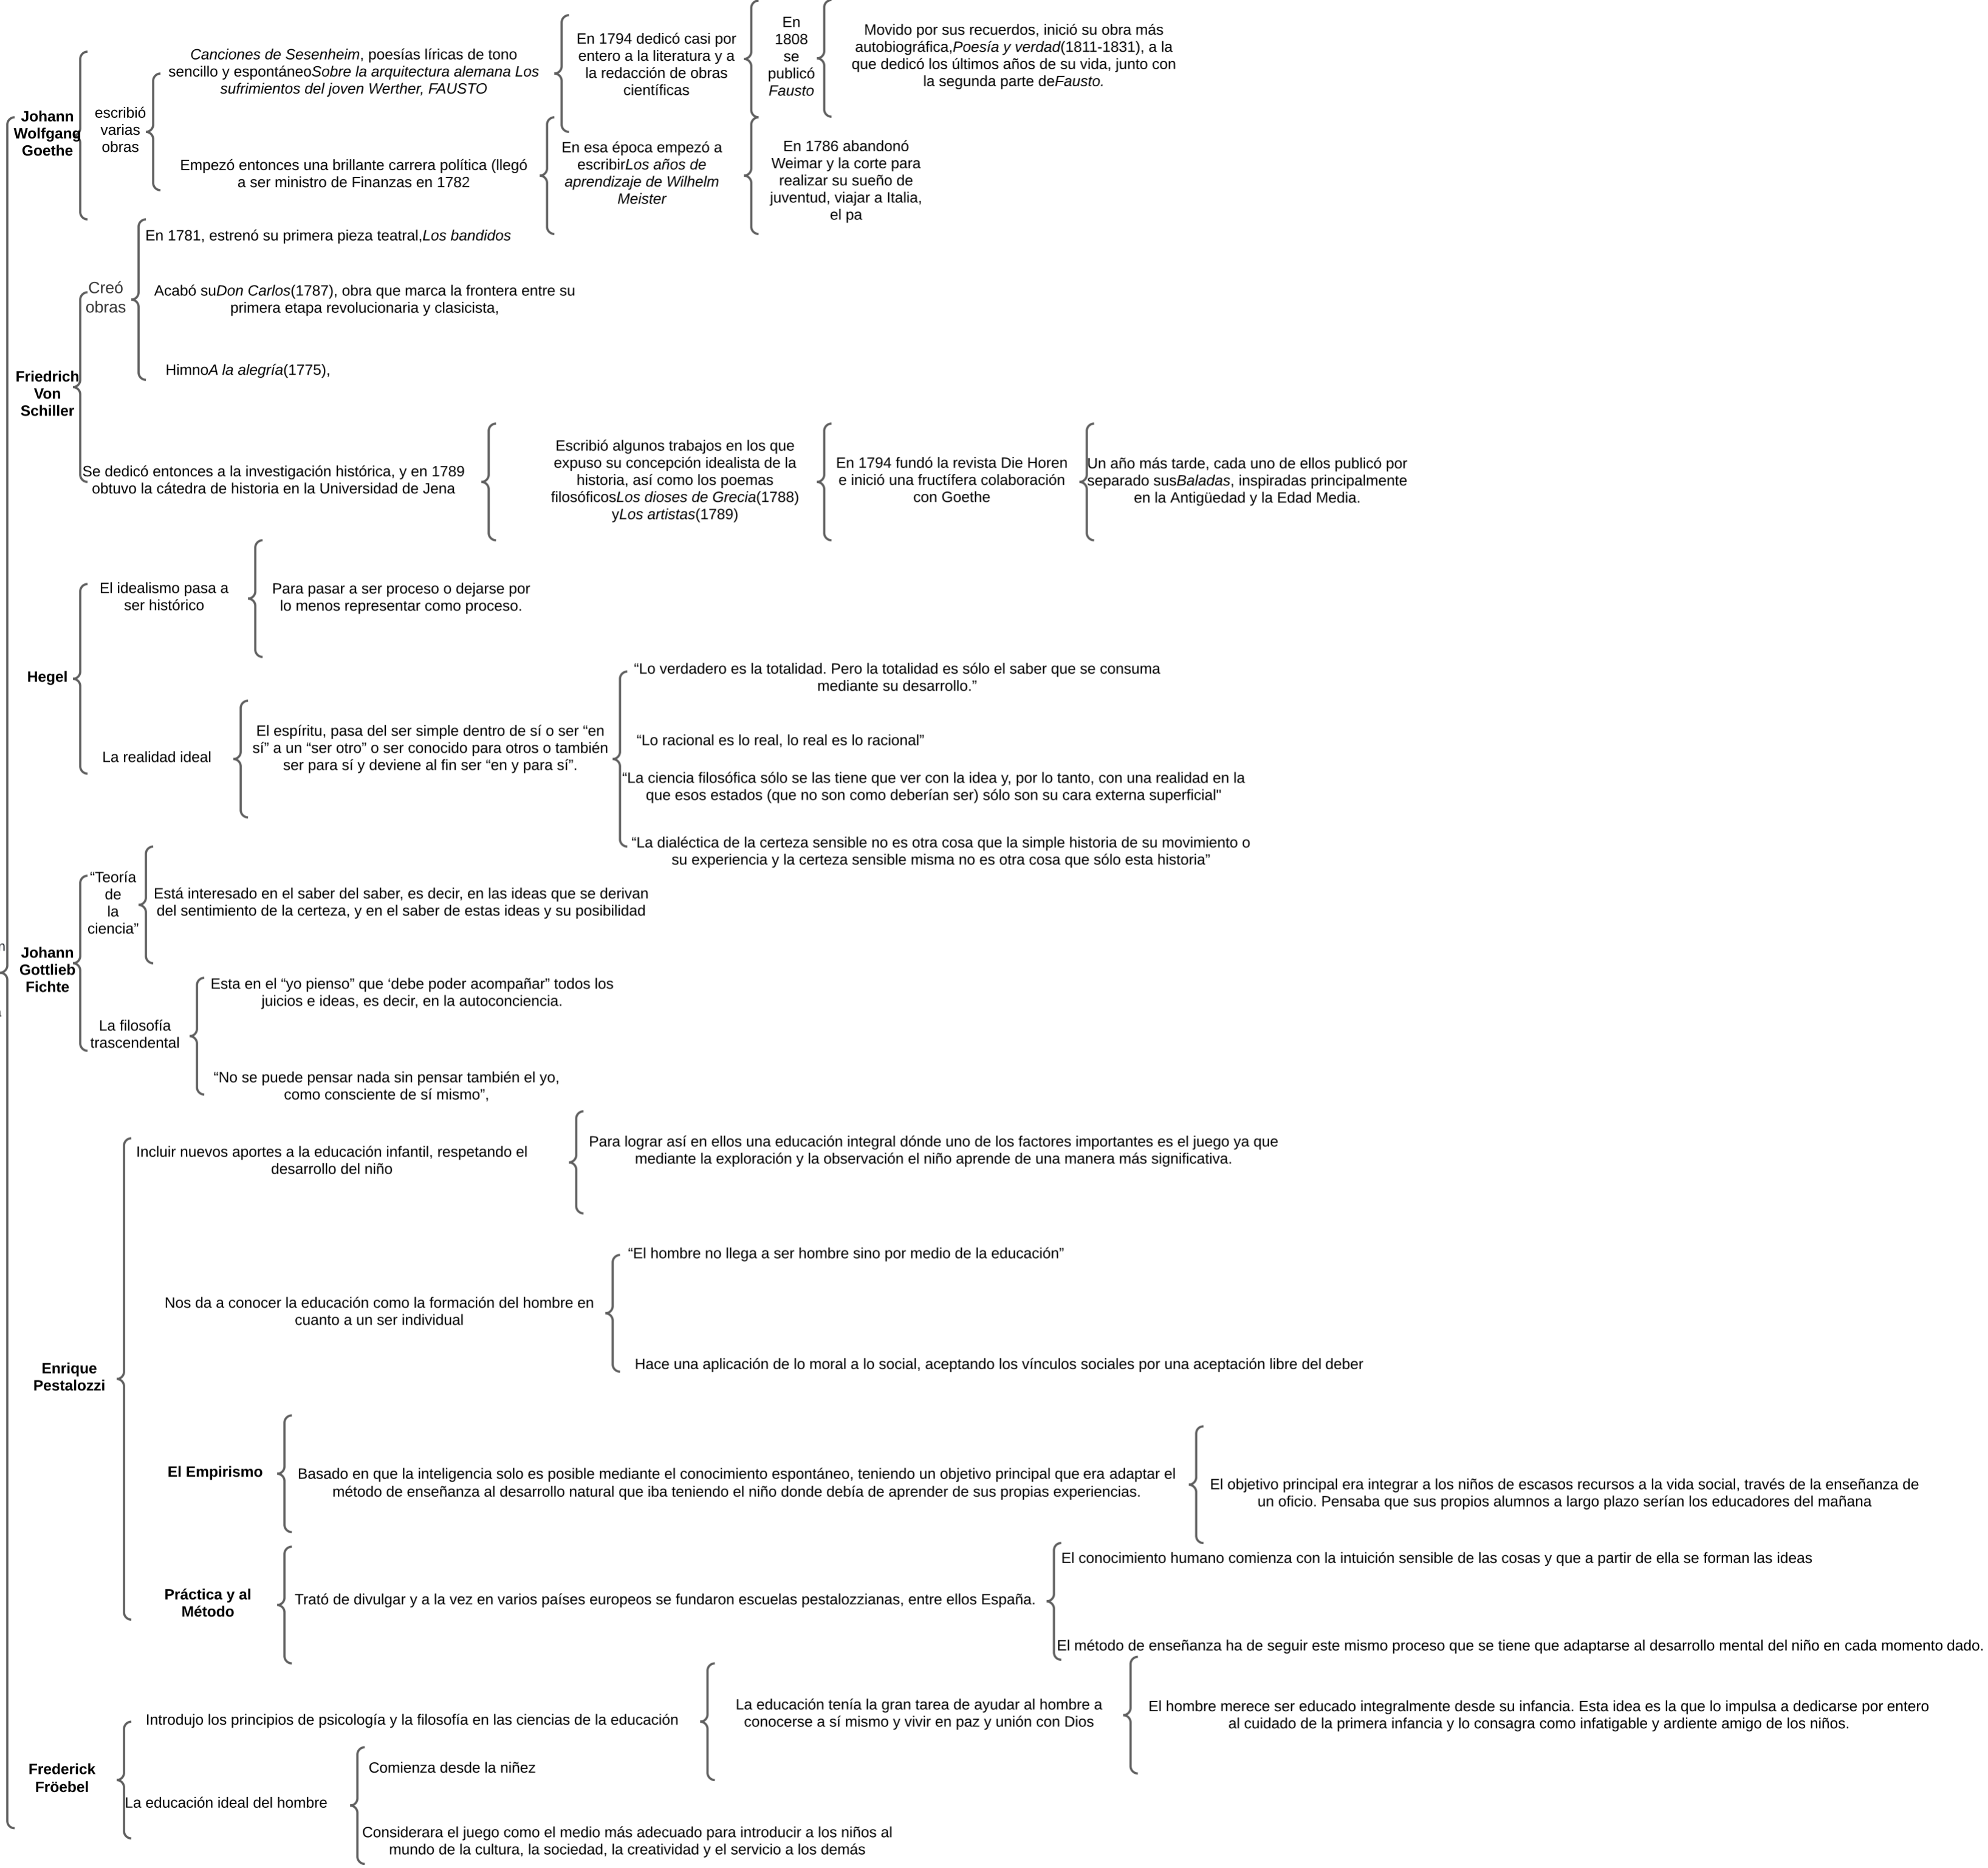 Johann
Wolfgang
Goethe
escribió
varias
obras
Canciones de Sesenheim, poesías líricas de tono
sencillo y espontáneoSobre la arquitectura alemana Los
sufrimientos del joven Werther, FAUSTO
En 1794 dedicó casi por
entero a la literatura y a
la redacción de obras
científicas
En
1808
se
publicó
Fausto
Movido por sus recuerdos, inició su obra más
autobiográfica,Poesía y verdad(1811-1831), a la
que dedicó los últimos años de su vida, junto con
la segunda parte deFausto.
Empezó entonces una brillante carrera política (llegó
a ser ministro de Finanzas en 1782
En esa época empezó a
escribirLos años de
aprendizaje de Wilhelm
Meister
En 1786 abandonó
Weimar y la corte para
realizar su sueño de
juventud, viajar a Italia,
el pa
Friedrich
Von
Schiller
Creó
obras
En 1781, estrenó su primera pieza teatral,Los bandidos
Acabó suDon Carlos(1787), obra que marca la frontera entre su
primera etapa revolucionaria y clasicista,
HimnoA la alegría(1775),
Se dedicó entonces a la investigación histórica, y en 1789
obtuvo la cátedra de historia en la Universidad de Jena
Escribió algunos trabajos en los que
expuso su concepción idealista de la
historia, así como los poemas
filosóficosLos dioses de Grecia(1788)
yLos artistas(1789)
En 1794 fundó la revista Die Horen
e inició una fructífera colaboración
con Goethe
Un año más tarde, cada uno de ellos publicó por
separado susBaladas, inspiradas principalmente
en la Antigüedad y la Edad Media.
Hegel
El idealismo pasa a
ser histórico
Para pasar a ser proceso o dejarse por
lo menos representar como proceso.
La realidad ideal
El espíritu, pasa del ser simple dentro de sí o ser “en
sí” a un “ser otro” o ser conocido para otros o también
ser para sí y deviene al fin ser “en y para sí”.
“Lo verdadero es la totalidad. Pero la totalidad es sólo el saber que se consuma
mediante su desarrollo.”
“Lo racional es lo real, lo real es lo racional”
“La ciencia filosófica sólo se las tiene que ver con la idea y, por lo tanto, con una realidad en la
que esos estados (que no son como deberían ser) sólo son su cara externa superficial"
“La dialéctica de la certeza sensible no es otra cosa que la simple historia de su movimiento o
su experiencia y la certeza sensible misma no es otra cosa que sólo esta historia”
Johann
Gottlieb
Fichte
“Teoría
de
la
ciencia”
Está interesado en el saber del saber, es decir, en las ideas que se derivan
del sentimiento de la certeza, y en el saber de estas ideas y su posibilidad
La filosofía
trascendental
Esta en el “yo pienso” que ‘debe poder acompañar” todos los
juicios e ideas, es decir, en la autoconciencia.
“No se puede pensar nada sin pensar también el yo,
como consciente de sí mismo”,
Enrique
Pestalozzi
Incluir nuevos aportes a la educación infantil, respetando el
desarrollo del niño
Para lograr así en ellos una educación integral dónde uno de los factores importantes es el juego ya que
mediante la exploración y la observación el niño aprende de una manera más significativa.
Nos da a conocer la educación como la formación del hombre en
cuanto a un ser individual
“El hombre no llega a ser hombre sino por medio de la educación”
Hace una aplicación de lo moral a lo social, aceptando los vínculos sociales por una aceptación libre del deber
El Empirismo
Basado en que la inteligencia solo es posible mediante el conocimiento espontáneo, teniendo un objetivo principal que era adaptar el
método de enseñanza al desarrollo natural que iba teniendo el niño donde debía de aprender de sus propias experiencias.
El objetivo principal era integrar a los niños de escasos recursos a la vida social, través de la enseñanza de
un oficio. Pensaba que sus propios alumnos a largo plazo serían los educadores del mañana
Práctica y al
Método
Trató de divulgar y a la vez en varios países europeos se fundaron escuelas pestalozzianas, entre ellos España.
El conocimiento humano comienza con la intuición sensible de las cosas y que a partir de ella se forman las ideas
El método de enseñanza ha de seguir este mismo proceso que se tiene que adaptarse al desarrollo mental del niño en cada momento dado.
Frederick
Fröebel
Introdujo los principios de psicología y la filosofía en las ciencias de la educación
La educación tenía la gran tarea de ayudar al hombre a
conocerse a sí mismo y vivir en paz y unión con Dios
El hombre merece ser educado integralmente desde su infancia. Esta idea es la que lo impulsa a dedicarse por entero
al cuidado de la primera infancia y lo consagra como infatigable y ardiente amigo de los niños.
La educación ideal del hombre
Comienza desde la niñez
Considerara el juego como el medio más adecuado para introducir a los niños al
mundo de la cultura, la sociedad, la creatividad y el servicio a los demás